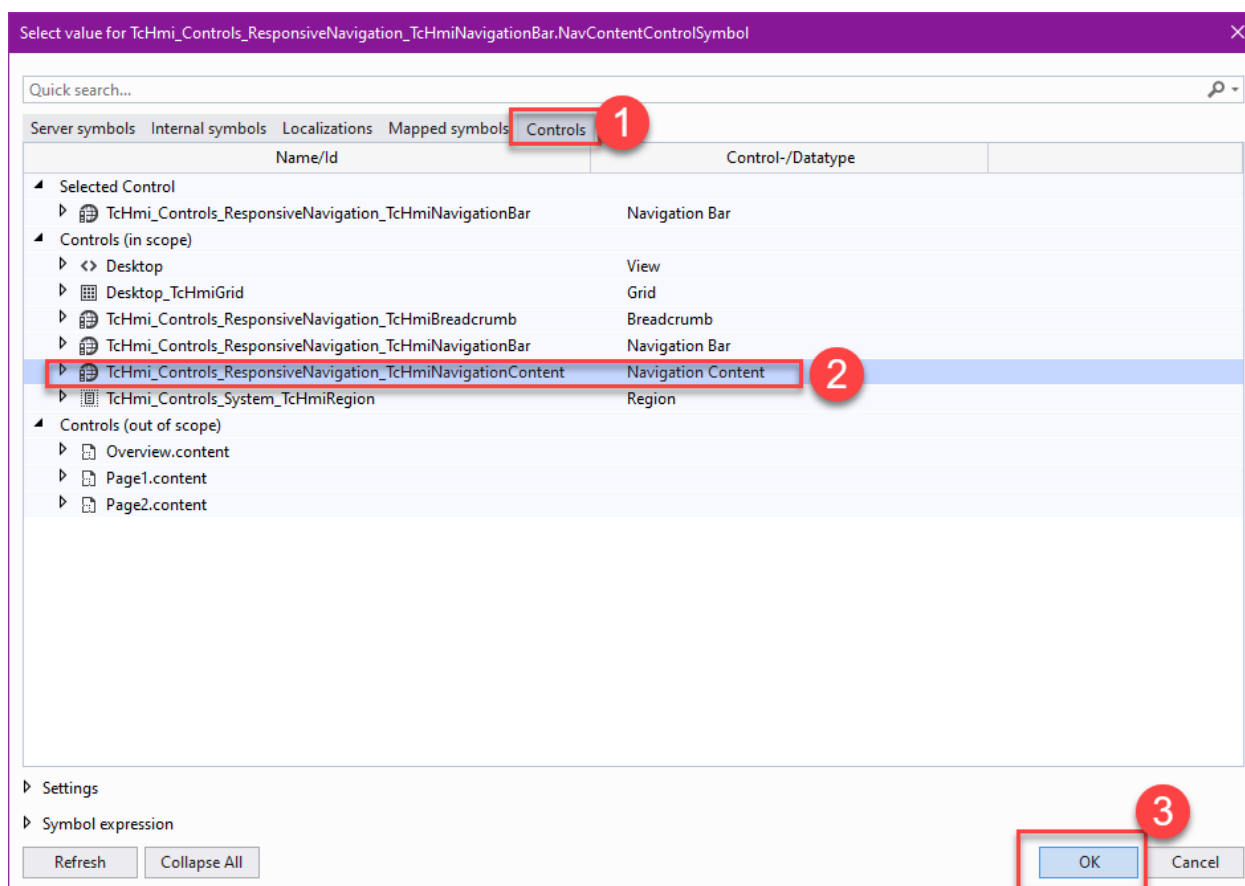 Select value for TcHmi_Controls_ResponsiveNavigation_TcHmiNavigationBar.NavContentControlSymbol
Quick search...
Server symbols Internal symbols Localizations Mapped symbols Controls 1
Name/Id Control-/Datatype
Selected Control
TcHmi_Controls_ResponsiveNavigation_TcHmiNavigationBar Navigation Bar
Controls (in scope)
Desktop View
Desktop_TcHmiGrid Grid
TcHmi_Controls_ResponsiveNavigation_TcHmiBreadcrumb Breadcrumb
TcHmi_Controls_ResponsiveNavigation_TcHmiNavigationBar Navigation Bar
TcHmi_Controls_ResponsiveNavigation_TcHmiNavigationContent Navigation Content 2
TcHmi_Controls_System_TcHmiRegion Region
Controls (out of scope)
Overview.content
Page1.content
Page2.content
Settings
Symbol expression
3
Refresh Collapse All OK Cancel